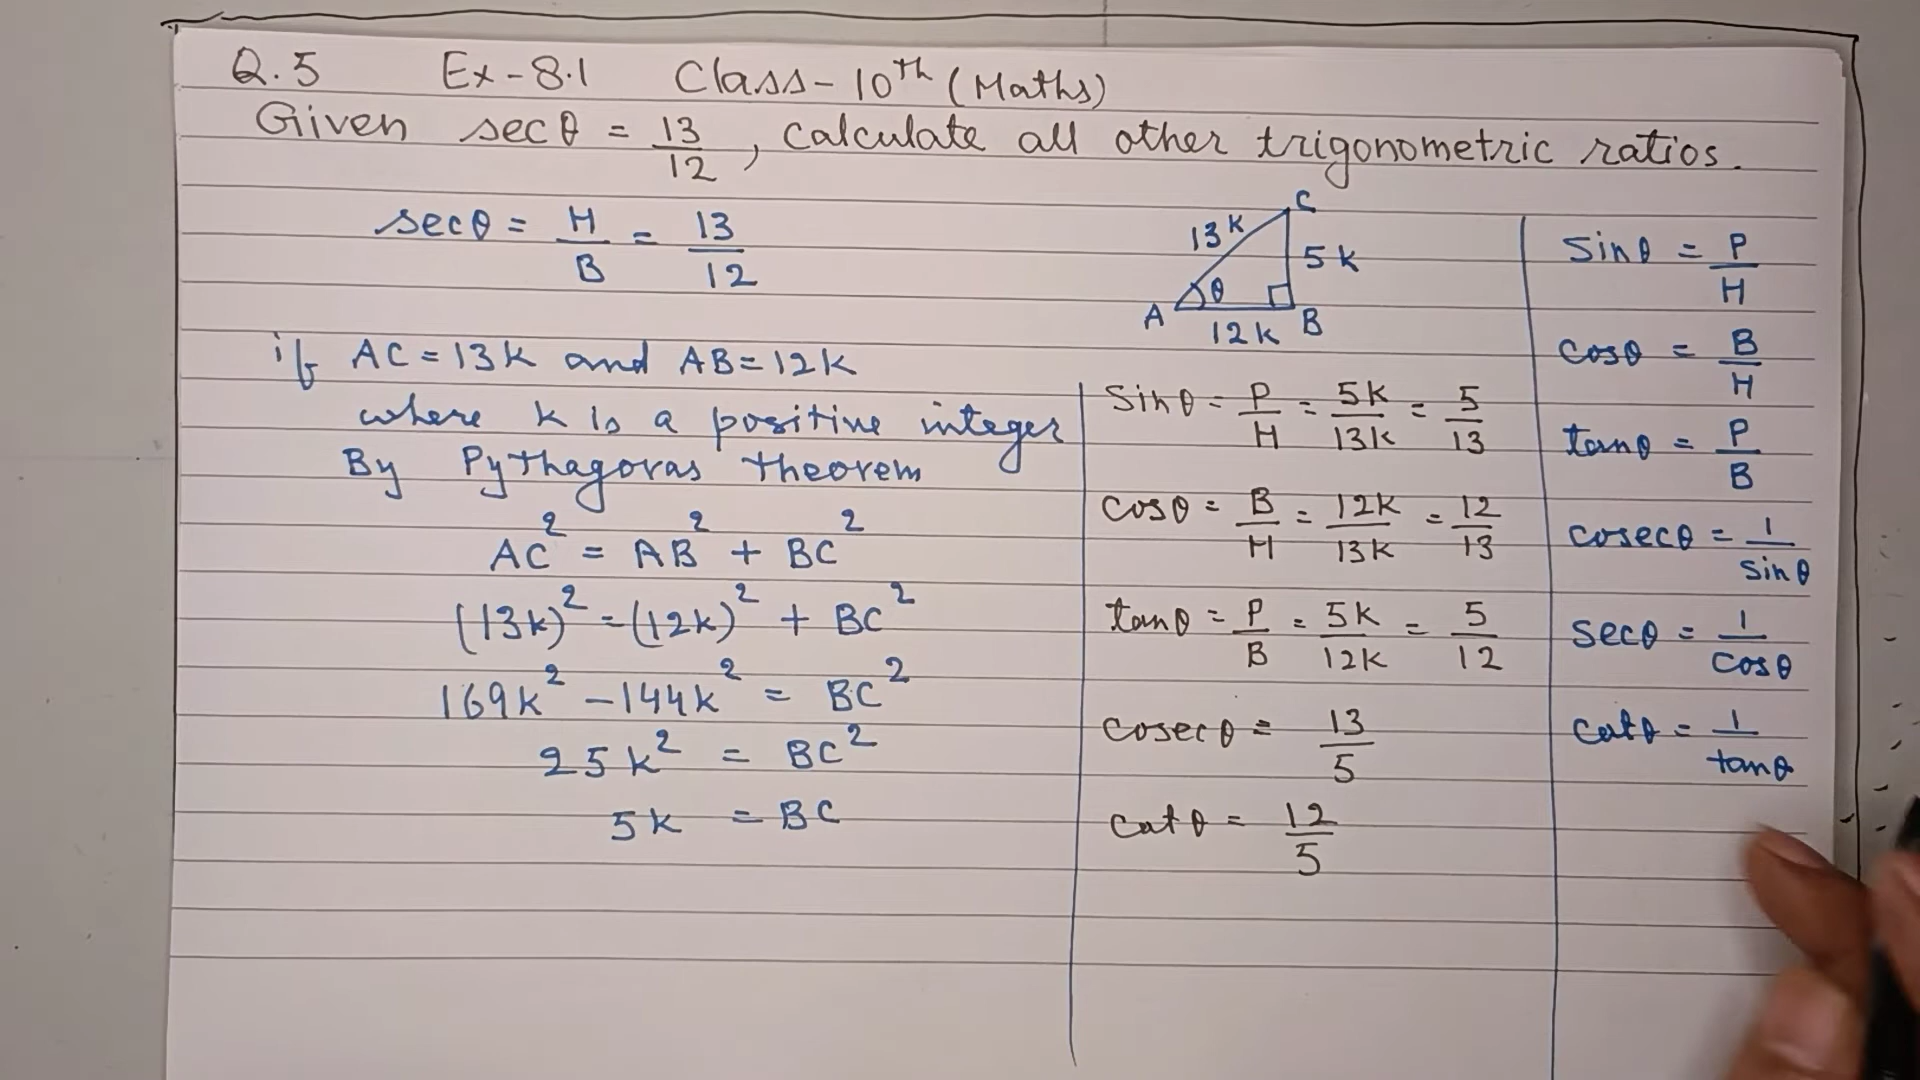 Q.5 Ex-8.1 Class-10th (Maths)
Given secθ = 13/12, calculate all other trigonometric ratios.
secθ = H/B = 13/12
if AC=13k and AB=12k
where k is a positive integer
By Pythagoras theorem
AC² = AB² + BC²
(13k)² = (12k)² + BC²
169k² - 144k² = BC²
25k² = BC²
5k = BC
C
13k
5k
θ
A
12k
B
Sinθ = P/H = 5k/13k = 5/13
Cosθ = B/H = 12k/13k = 12/13
tanθ = P/B = 5k/12k = 5/12
Cosecθ = 13/5
Catθ = 12/5
Sinθ = P/H
Cosθ = B/H
tanθ = P/B
Cosecθ = 1/Sinθ
Secθ = 1/Cosθ
Catθ = 1/tanθ